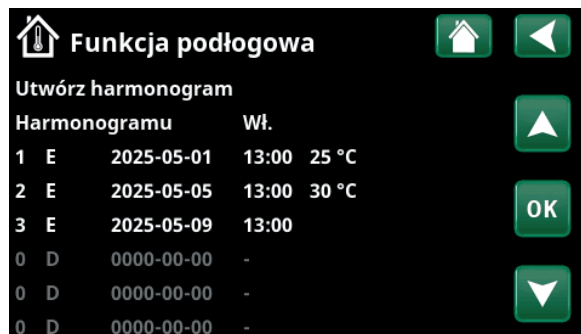 Funkcja podłogowa
Utwórz harmonogram
Harmonogramu Wł.
1 E 2025-05-01 13:00 25 °C
2 E 2025-05-05 13:00 30 °C
OK
3 E 2025-05-09 13:00
0 D 0000-00-00 -
0 D 0000-00-00 -
0 D 0000-00-00